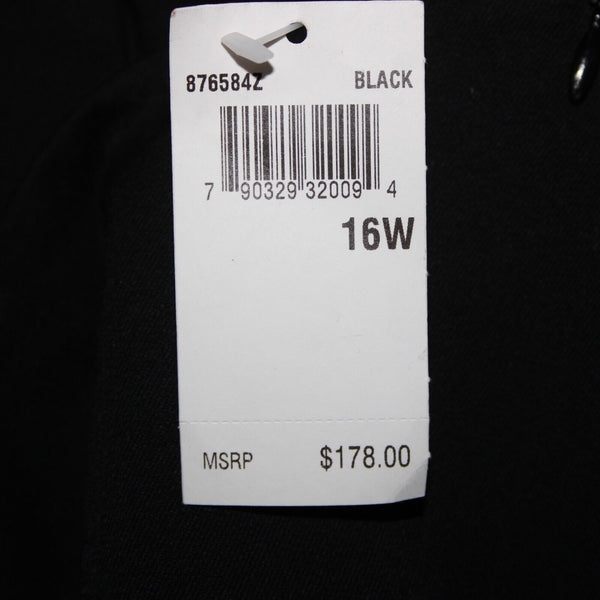 876584Z BLACK
7 90329 32009 4
16W
MSRP $178.00